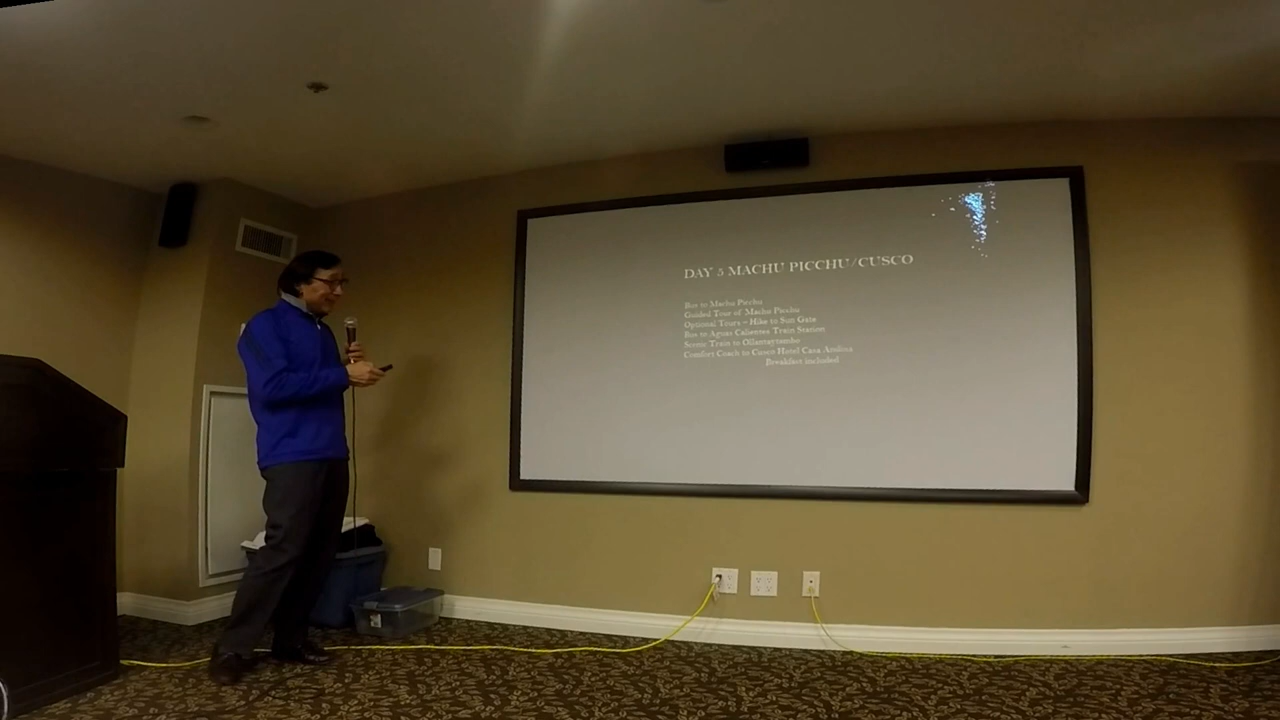 DAY 5 MACHU PICCHU/CUSCO
Bus to Machu Picchu
Guided Tour of Machu Picchu
Optional Tours – Hike to Sun Gate
Bus to Aguas Calientes Train Station
Scenic Train to Ollantaytambo
Comfort Coach to Cusco Hotel Casa Andina
Breakfast included